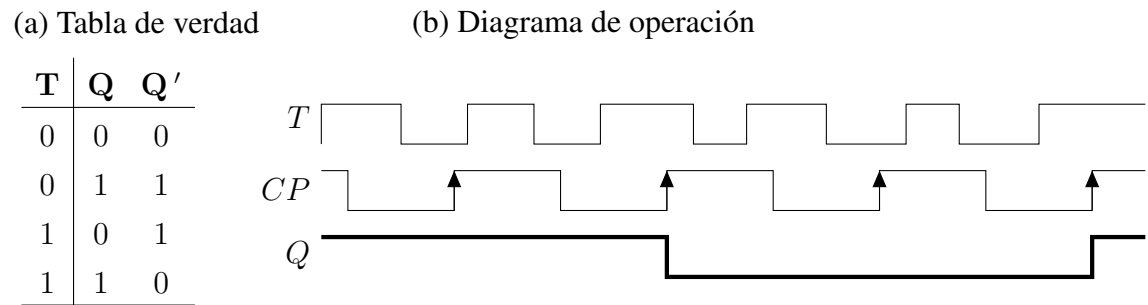 (a) Tabla de verdad
(b) Diagrama de operación
T Q Q ′
0 0 0
0 1 1
1 0 1
1 1 0
T
CP
Q